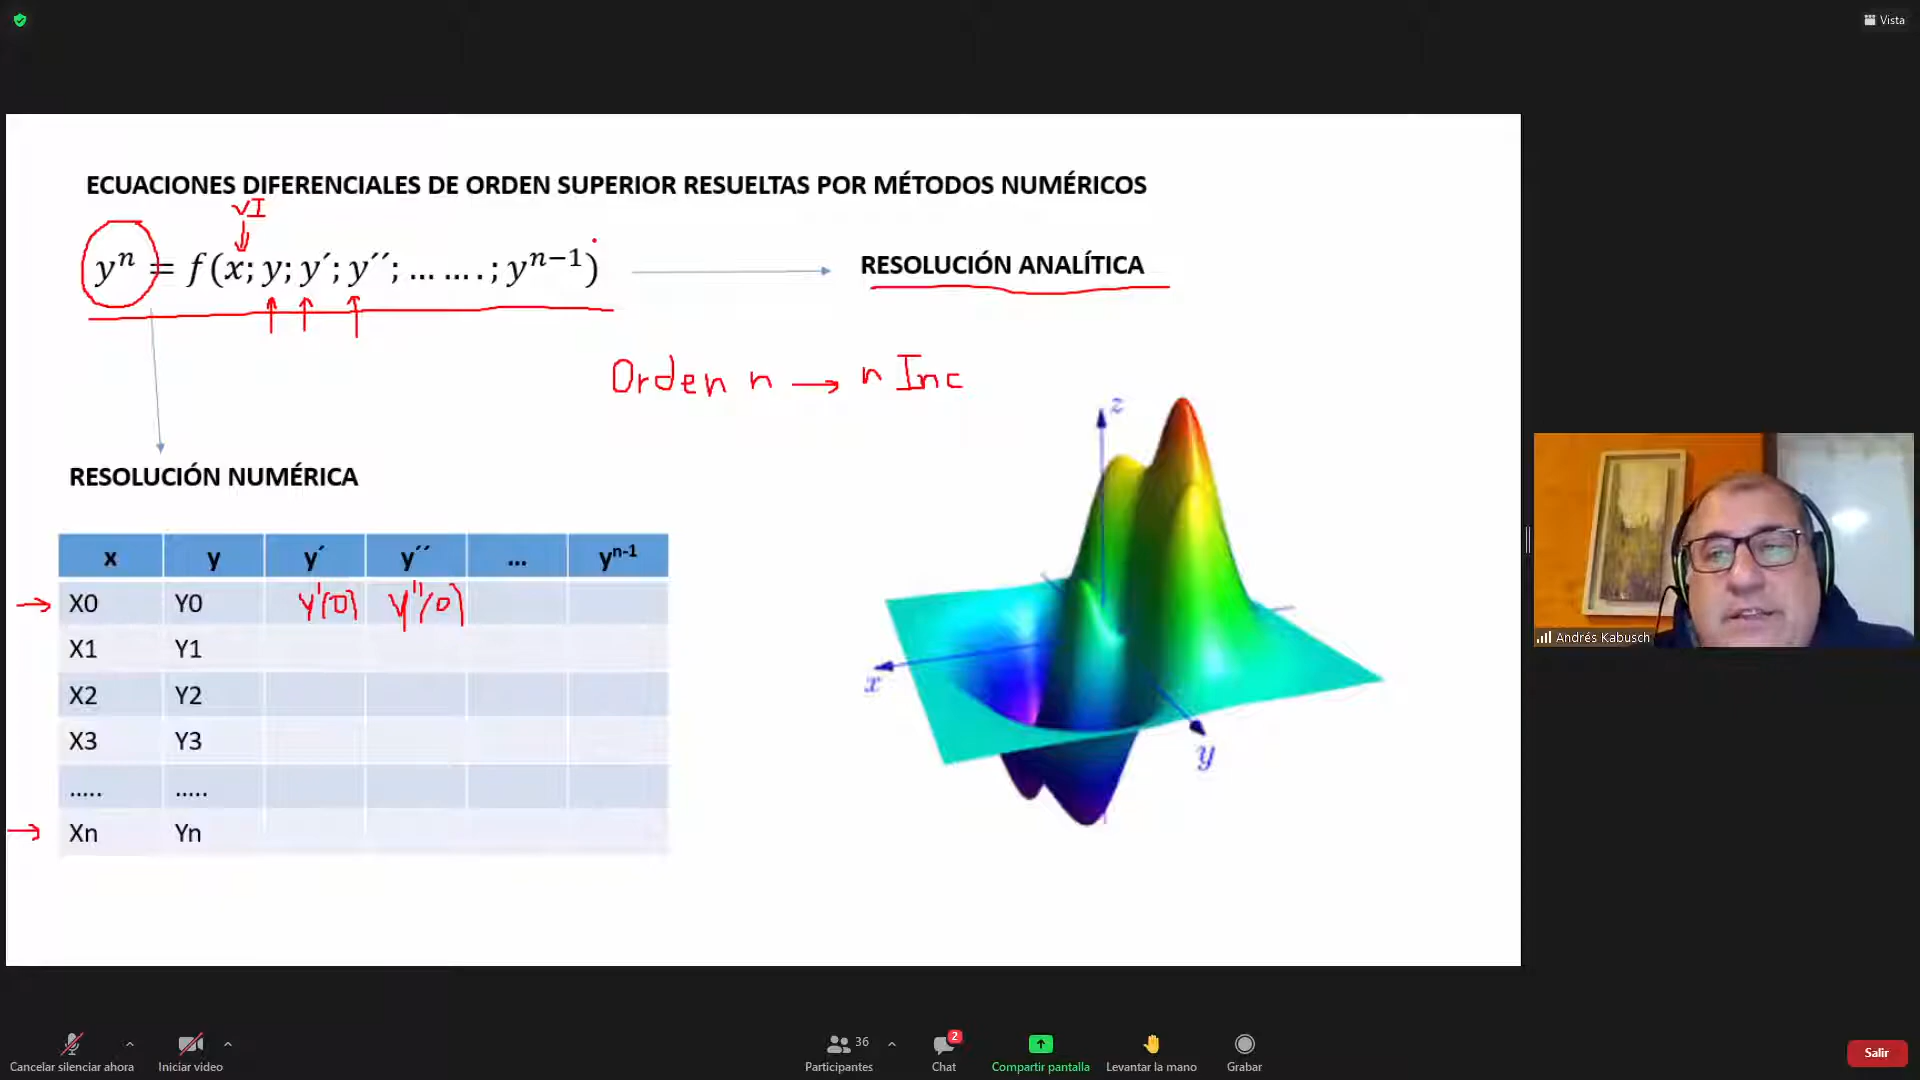 Vista
ECUACIONES DIFERENCIALES DE ORDEN SUPERIOR RESUELTAS POR MÉTODOS NUMÉRICOS
VI
yⁿ = f(x; y; y´; y´´; … … . ; yⁿ⁻¹)
RESOLUCIÓN ANALÍTICA
Orden n → n Inc
z
RESOLUCIÓN NUMÉRICA
x y y´ y´´ ... yⁿ⁻¹
X0 Y0 y'(0) y''(0)
X1 Y1
X2 Y2
X3 Y3
..... .....
Xn Yn
x
y
Andrés Kabusch
36
2
Cancelar silenciar ahora
Iniciar video
Participantes
Chat
Compartir pantalla
Levantar la mano
Grabar
Salir